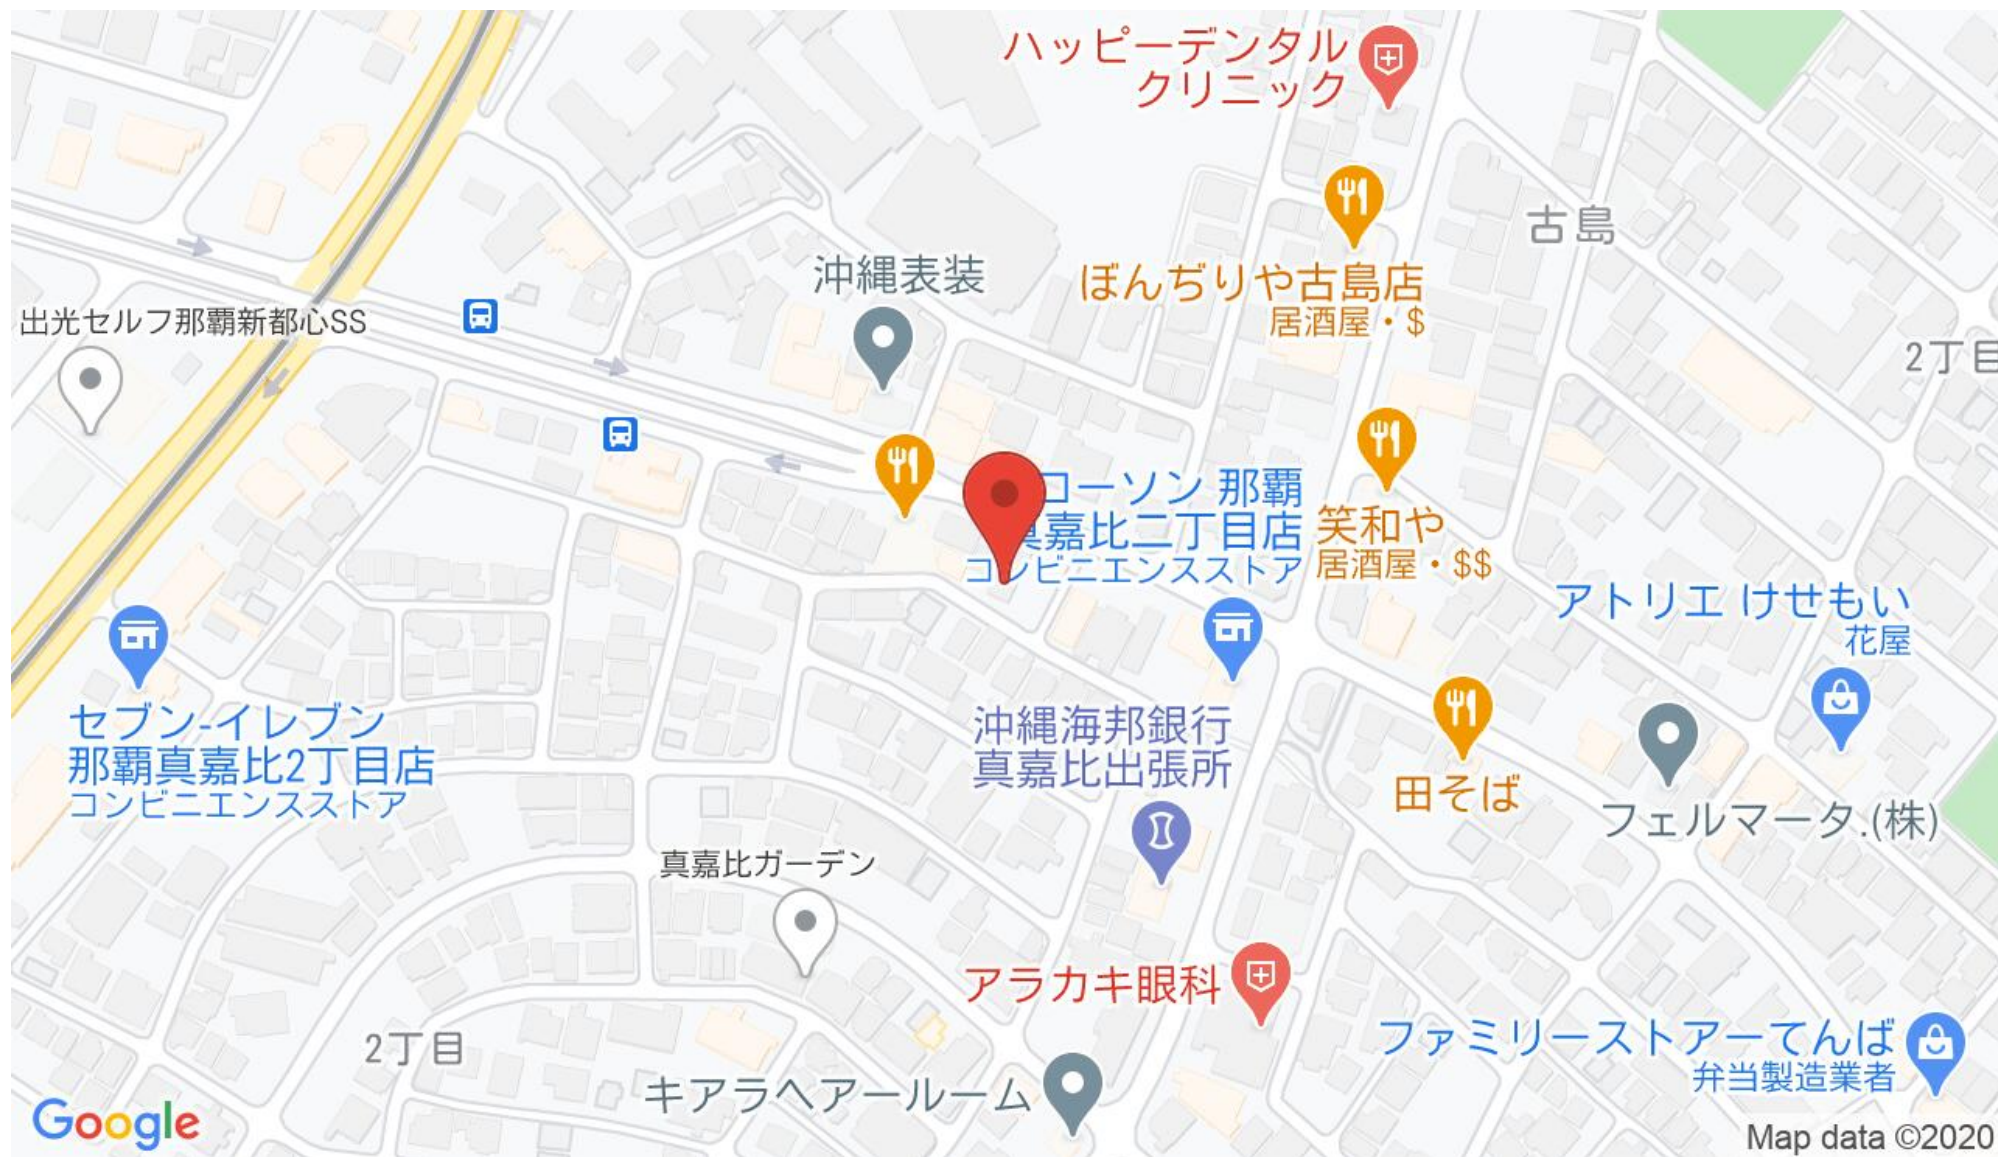 ハッピーデンタル
クリニック
古島
沖縄表装
ぼんぢりや古島店
居酒屋・$
出光セルフ那覇新都心SS
2丁目
ローソン 那覇
真嘉比二丁目店
コンビニエンスストア
笑和や
居酒屋・$$
アトリエ けせもい
花屋
セブン-イレブン
那覇真嘉比2丁目店
コンビニエンスストア
沖縄海邦銀行
真嘉比出張所
田そば
フェルマータ.(株)
真嘉比ガーデン
アラカキ眼科
2丁目
ファミリーストアーてんば
弁当製造業者
キアラヘアールーム
Google
Map data ©2020